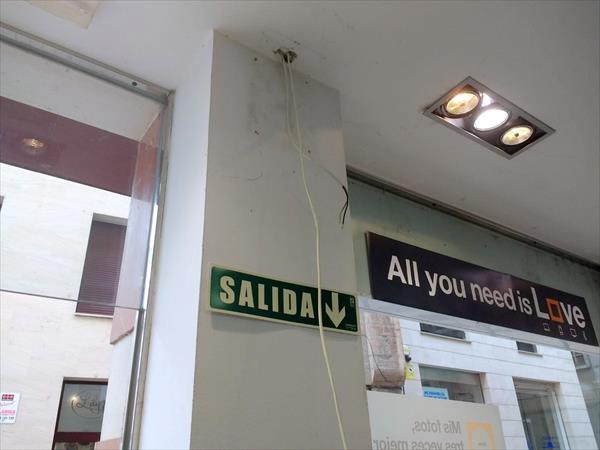 SALIDA
All you need is Love
Mis fotos,
tres veces mejor